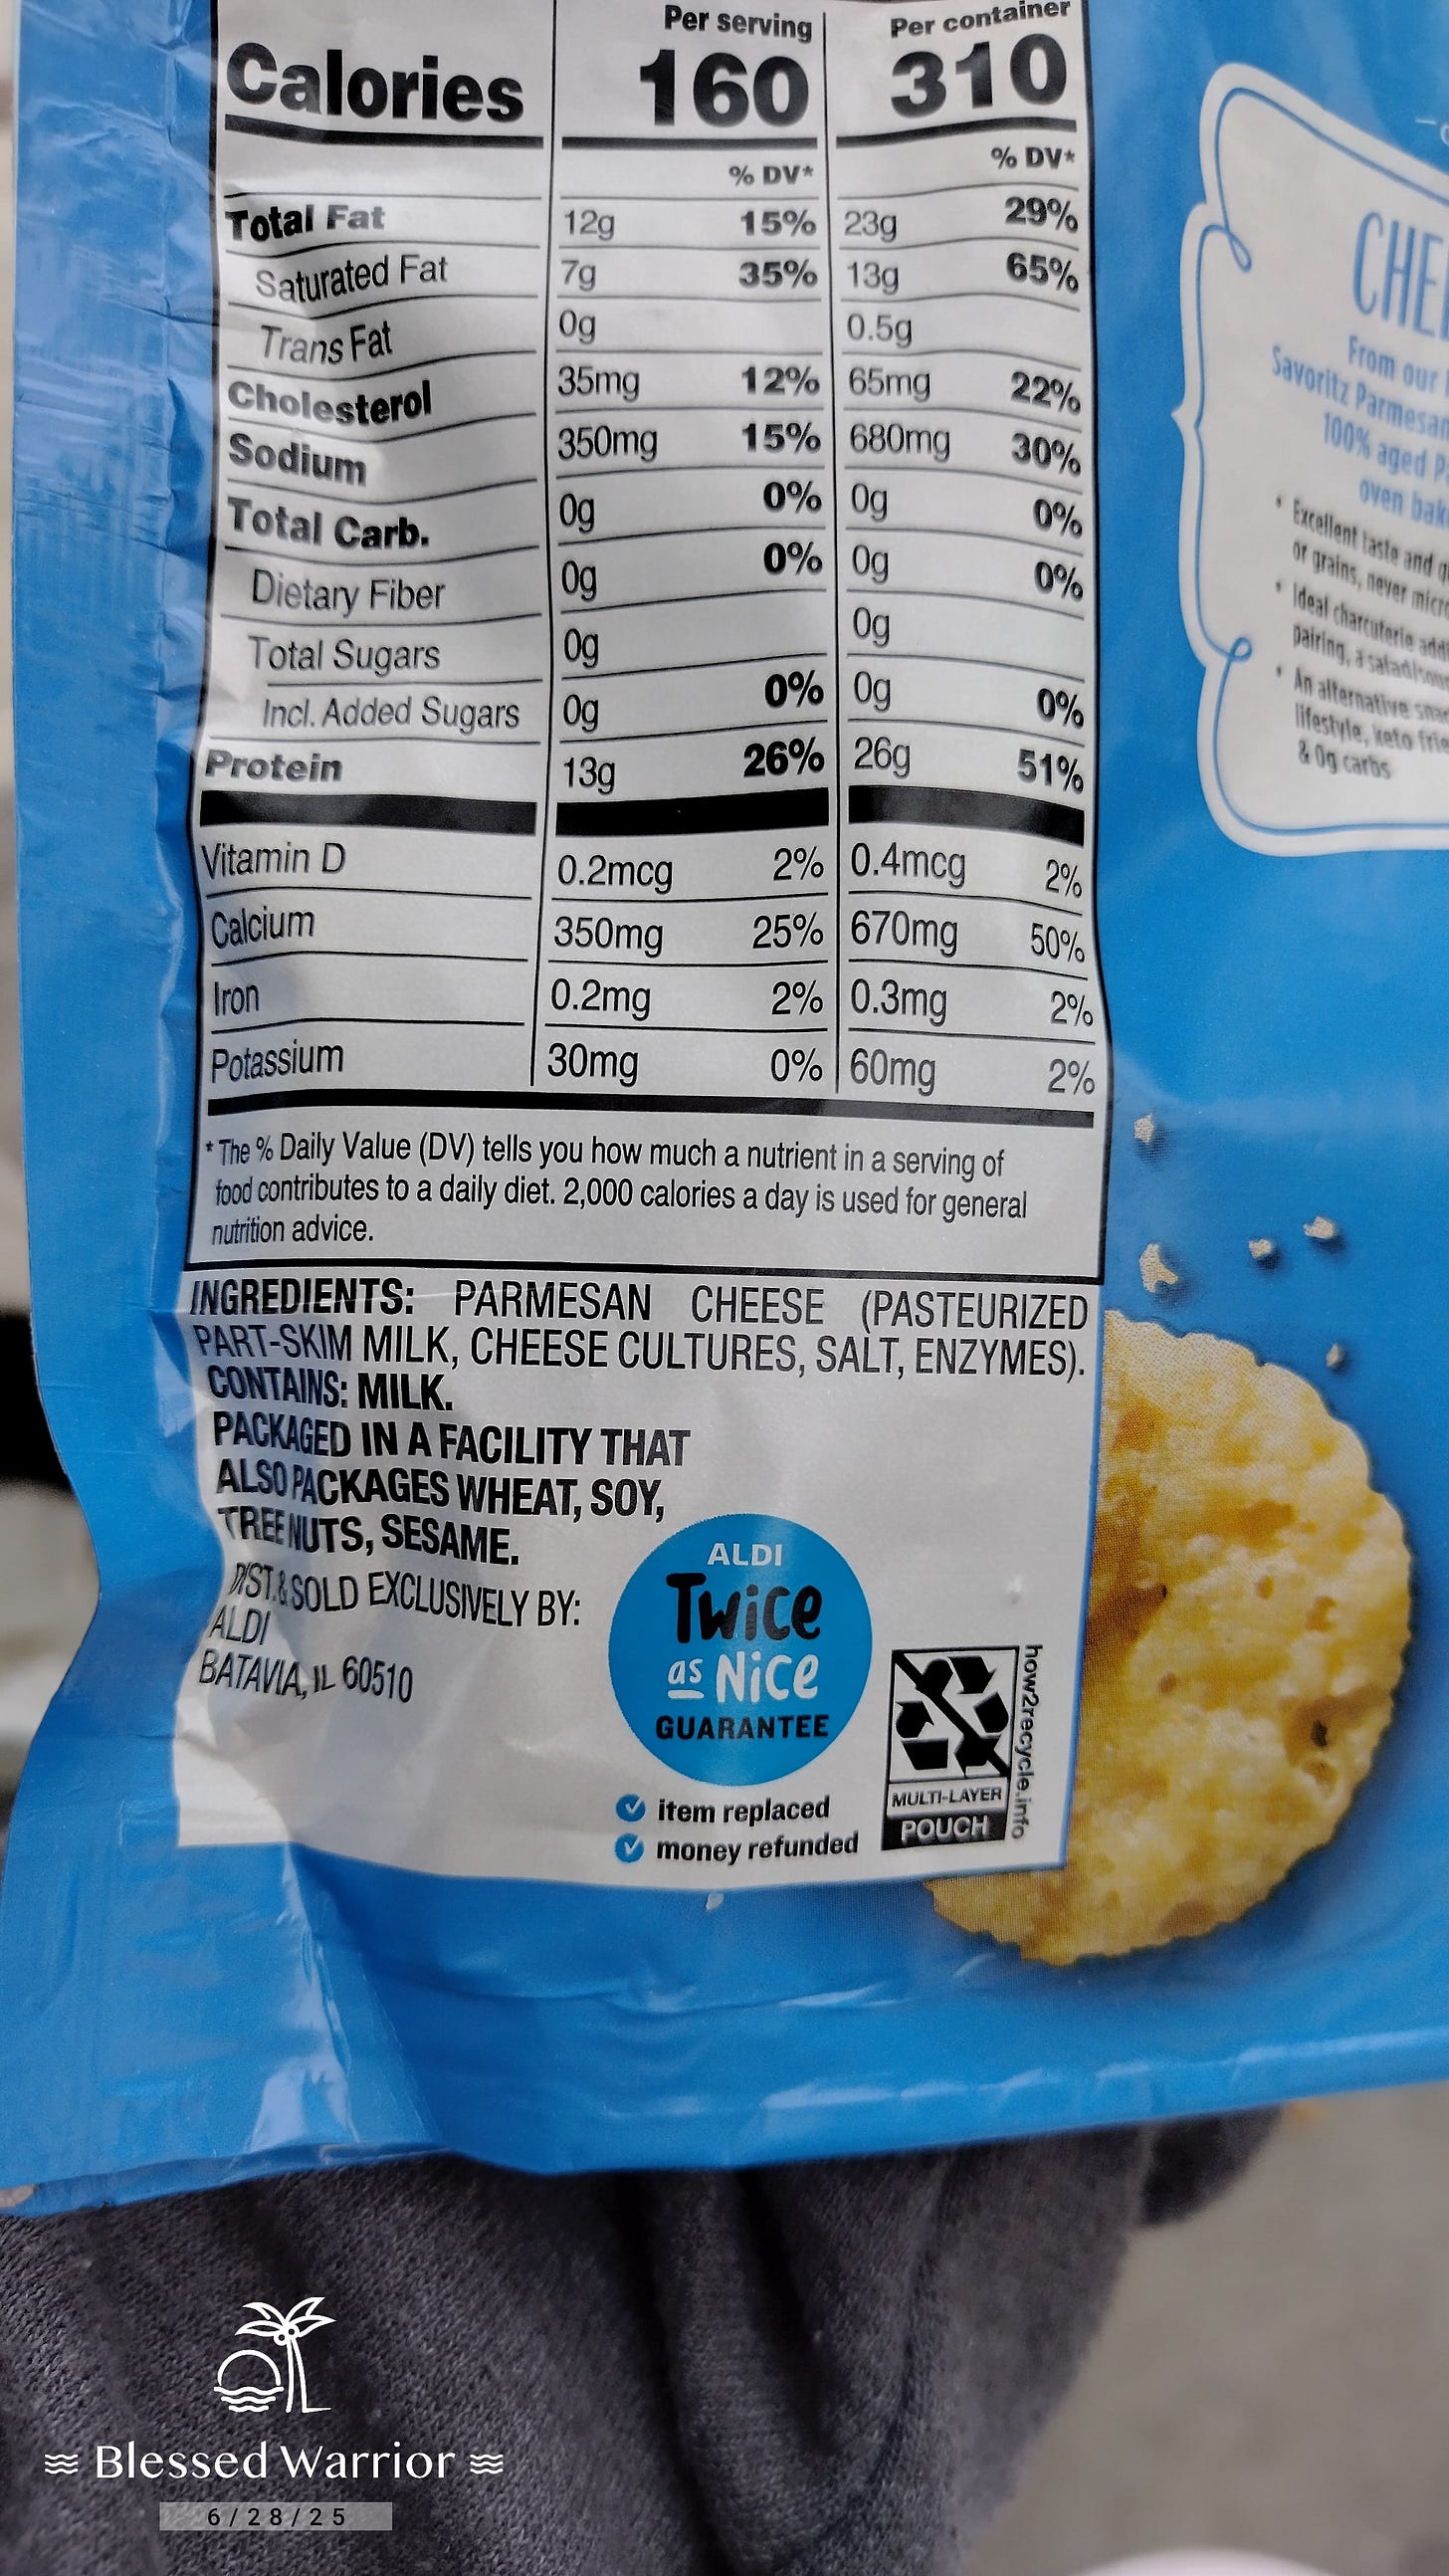 Per serving Per container
Calories 160 310
% DV* % DV*
Total Fat 12g 15% 23g 29%
Saturated Fat 7g 35% 13g 65%
Trans Fat 0g 0.5g
Cholesterol 35mg 12% 65mg 22%
Sodium 350mg 15% 680mg 30%
Total Carb. 0g 0% 0g 0%
Dietary Fiber 0g 0% 0g 0%
Total Sugars 0g 0g
Incl. Added Sugars 0g 0% 0g 0%
Protein 13g 26% 26g 51%
Vitamin D 0.2mcg 2% 0.4mcg 2%
Calcium 350mg 25% 670mg 50%
Iron 0.2mg 2% 0.3mg 2%
Potassium 30mg 0% 60mg 2%
* The % Daily Value (DV) tells you how much a nutrient in a serving of
food contributes to a daily diet. 2,000 calories a day is used for general
nutrition advice.
INGREDIENTS: PARMESAN CHEESE (PASTEURIZED
PART-SKIM MILK, CHEESE CULTURES, SALT, ENZYMES).
CONTAINS: MILK.
PACKAGED IN A FACILITY THAT
ALSO PACKAGES WHEAT, SOY,
TREE NUTS, SESAME.
DIST. & SOLD EXCLUSIVELY BY:
ALDI
BATAVIA, IL 60510
ALDI
Twice
as Nice
GUARANTEE
item replaced
money refunded
how2recycle.info
MULTI-LAYER
POUCH
From our
Savoritz Parmesan
100% aged
oven
Excellent taste and
or grains, never
Ideal charcuterie
pairing, a
An alternative
lifestyle, keto
& 0g carbs
Blessed Warrior
6/28/25